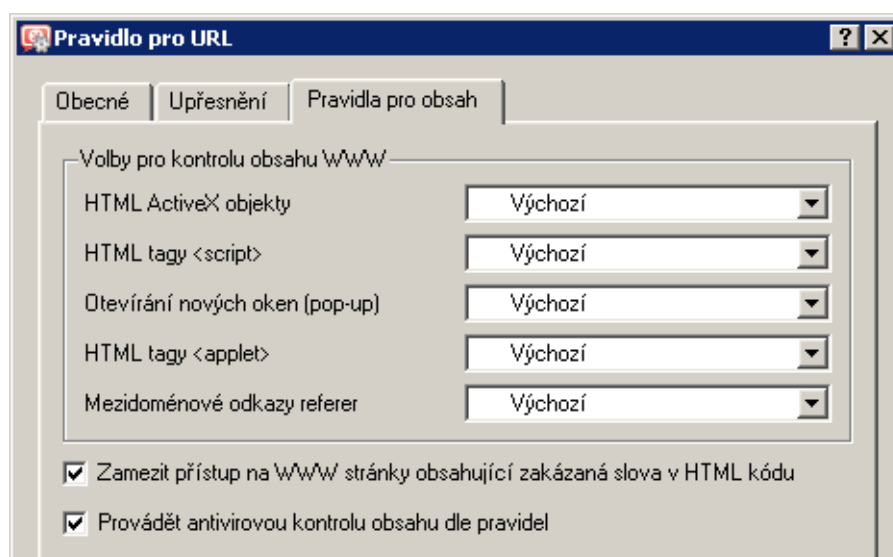 Pravidlo pro URL
Obecné Upřesnění Pravidla pro obsah
Volby pro kontrolu obsahu WWW
HTML ActiveX objekty Výchozí
HTML tagy <script> Výchozí
Otevírání nových oken (pop-up) Výchozí
HTML tagy <applet> Výchozí
Mezidoménové odkazy referer Výchozí
Zamezit přístup na WWW stránky obsahující zakázaná slova v HTML kódu
Provádět antivirovou kontrolu obsahu dle pravidel